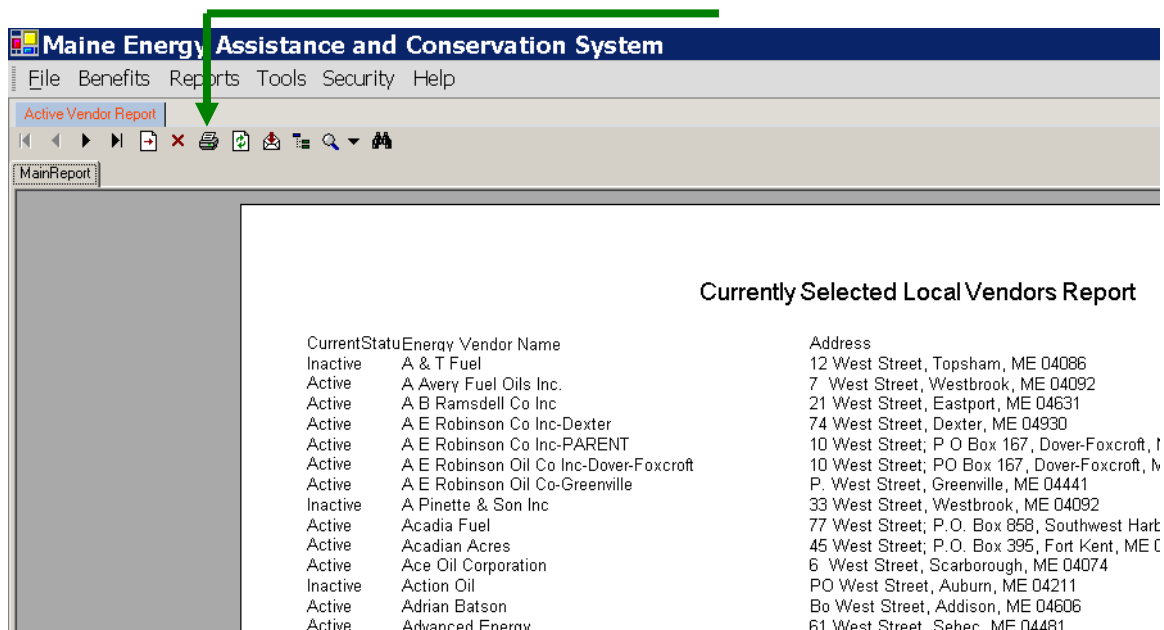 Maine Energy Assistance and Conservation System
File Benefits Reports Tools Security Help
Active Vendor Report
MainReport
Currently Selected Local Vendors Report
CurrentStatu Energy Vendor Name Address
Inactive A & T Fuel 12 West Street, Topsham, ME 04086
Active A Avery Fuel Oils Inc. 7 West Street, Westbrook, ME 04092
Active A B Ramsdell Co Inc 21 West Street, Eastport, ME 04631
Active A E Robinson Co Inc-Dexter 74 West Street, Dexter, ME 04930
Active A E Robinson Co Inc-PARENT 10 West Street; P O Box 167, Dover-Foxcroft,
Active A E Robinson Oil Co Inc-Dover-Foxcroft 10 West Street; PO Box 167, Dover-Foxcroft,
Active A E Robinson Oil Co-Greenville P. West Street, Greenville, ME 04441
Inactive A Pinette & Son Inc 33 West Street, Westbrook, ME 04092
Active Acadia Fuel 77 West Street; P.O. Box 858, Southwest Harb
Active Acadian Acres 45 West Street; P.O. Box 395, Fort Kent, ME 0
Active Ace Oil Corporation 6 West Street, Scarborough, ME 04074
Inactive Action Oil PO West Street, Auburn, ME 04211
Active Adrian Batson Bo West Street, Addison, ME 04606
Active Advanced Energy 61 West Street, Sebec, ME 04481